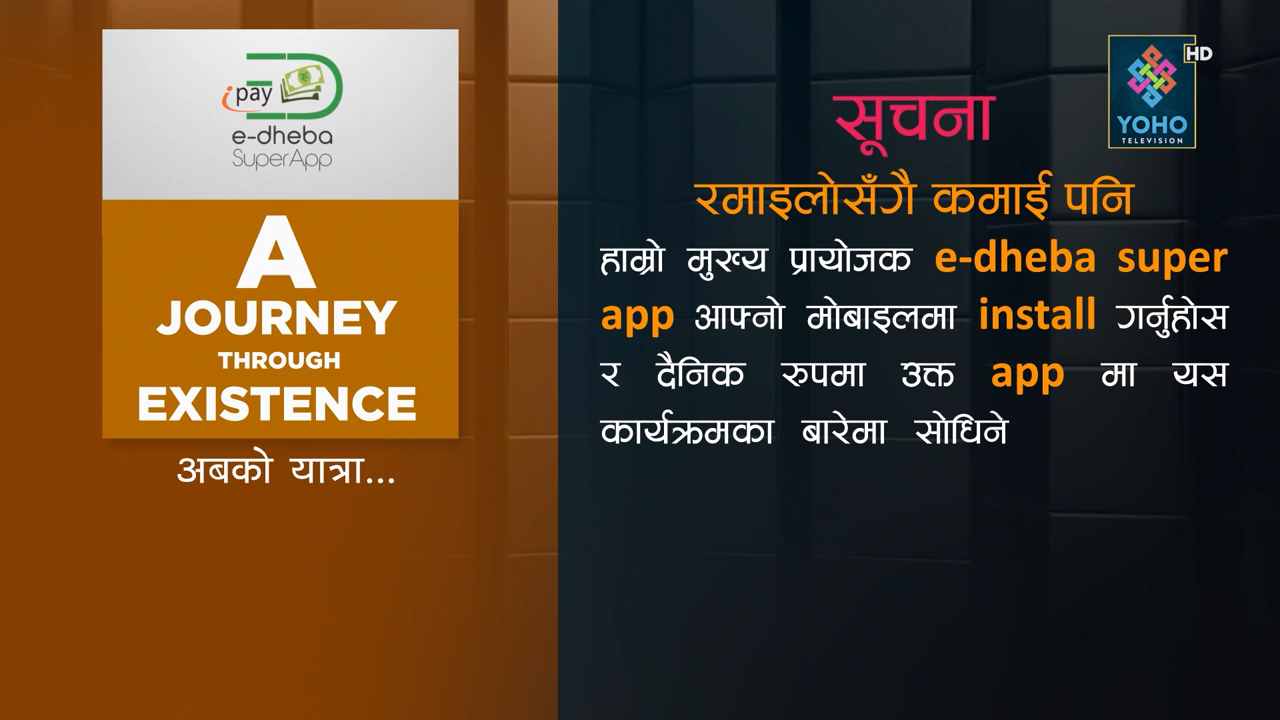 i pay
e-dheba
SuperApp
A
JOURNEY
THROUGH
EXISTENCE
अबको यात्रा...
HD
YOHO
TELEVISION
सूचना
रमाइलोसँगै कमाई पनि
हाम्रो मुख्य प्रायोजक e-dheba super
app आफ्नो मोबाइलमा install गर्नुहोस
र दैनिक रुपमा उक्त app मा यस
कार्यक्रमका बारेमा सोधिने